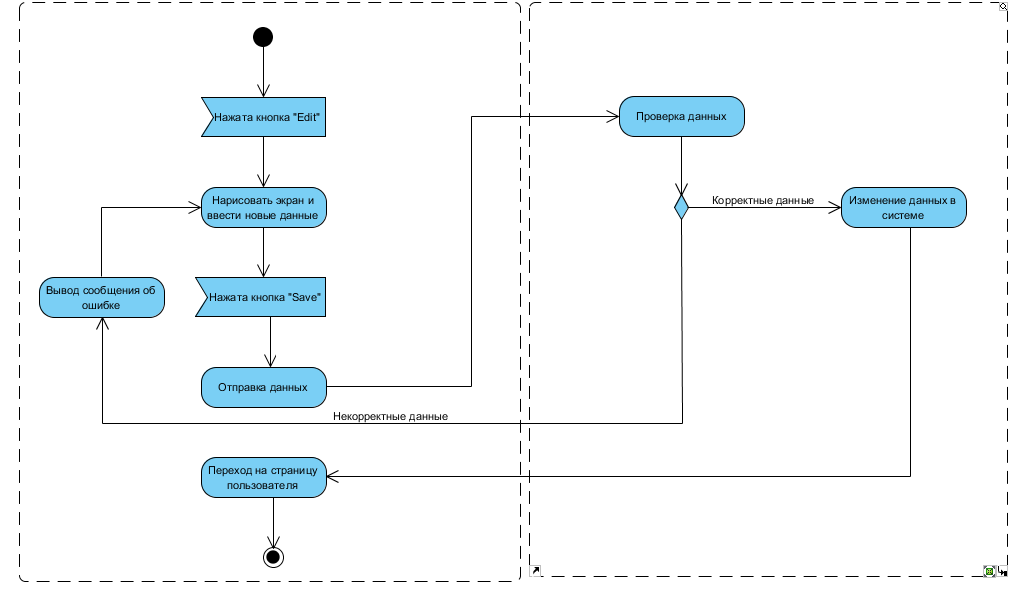 Нажата кнопка "Edit"
Проверка данных
Нарисовать экран и
ввести новые данные
Корректные данные
Изменение данных в
системе
Вывод сообщения об
ошибке
Нажата кнопка "Save"
Отправка данных
Некорректные данные
Переход на страницу
пользователя